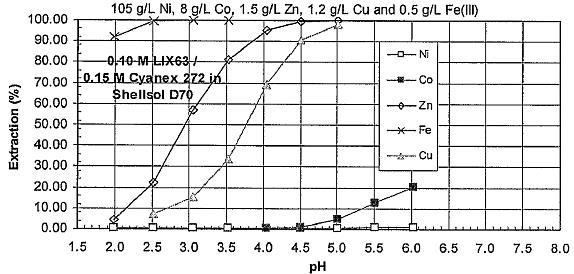 105 g/L Ni, 8 g/L Co, 1.5 g/L Zn, 1.2 g/L Cu and 0.5 g/L Fe(III)
100.00
90.00
80.00
70.00
60.00
50.00
40.00
30.00
20.00
10.00
0.00
Extraction (%)
0.10 M LIX63 /
0.15 M Cyanex 272 in
Shellsol D70
Ni
Co
Zn
Fe
Cu
1.5 2.0 2.5 3.0 3.5 4.0 4.5 5.0 5.5 6.0 6.5 7.0 7.5 8.0
pH